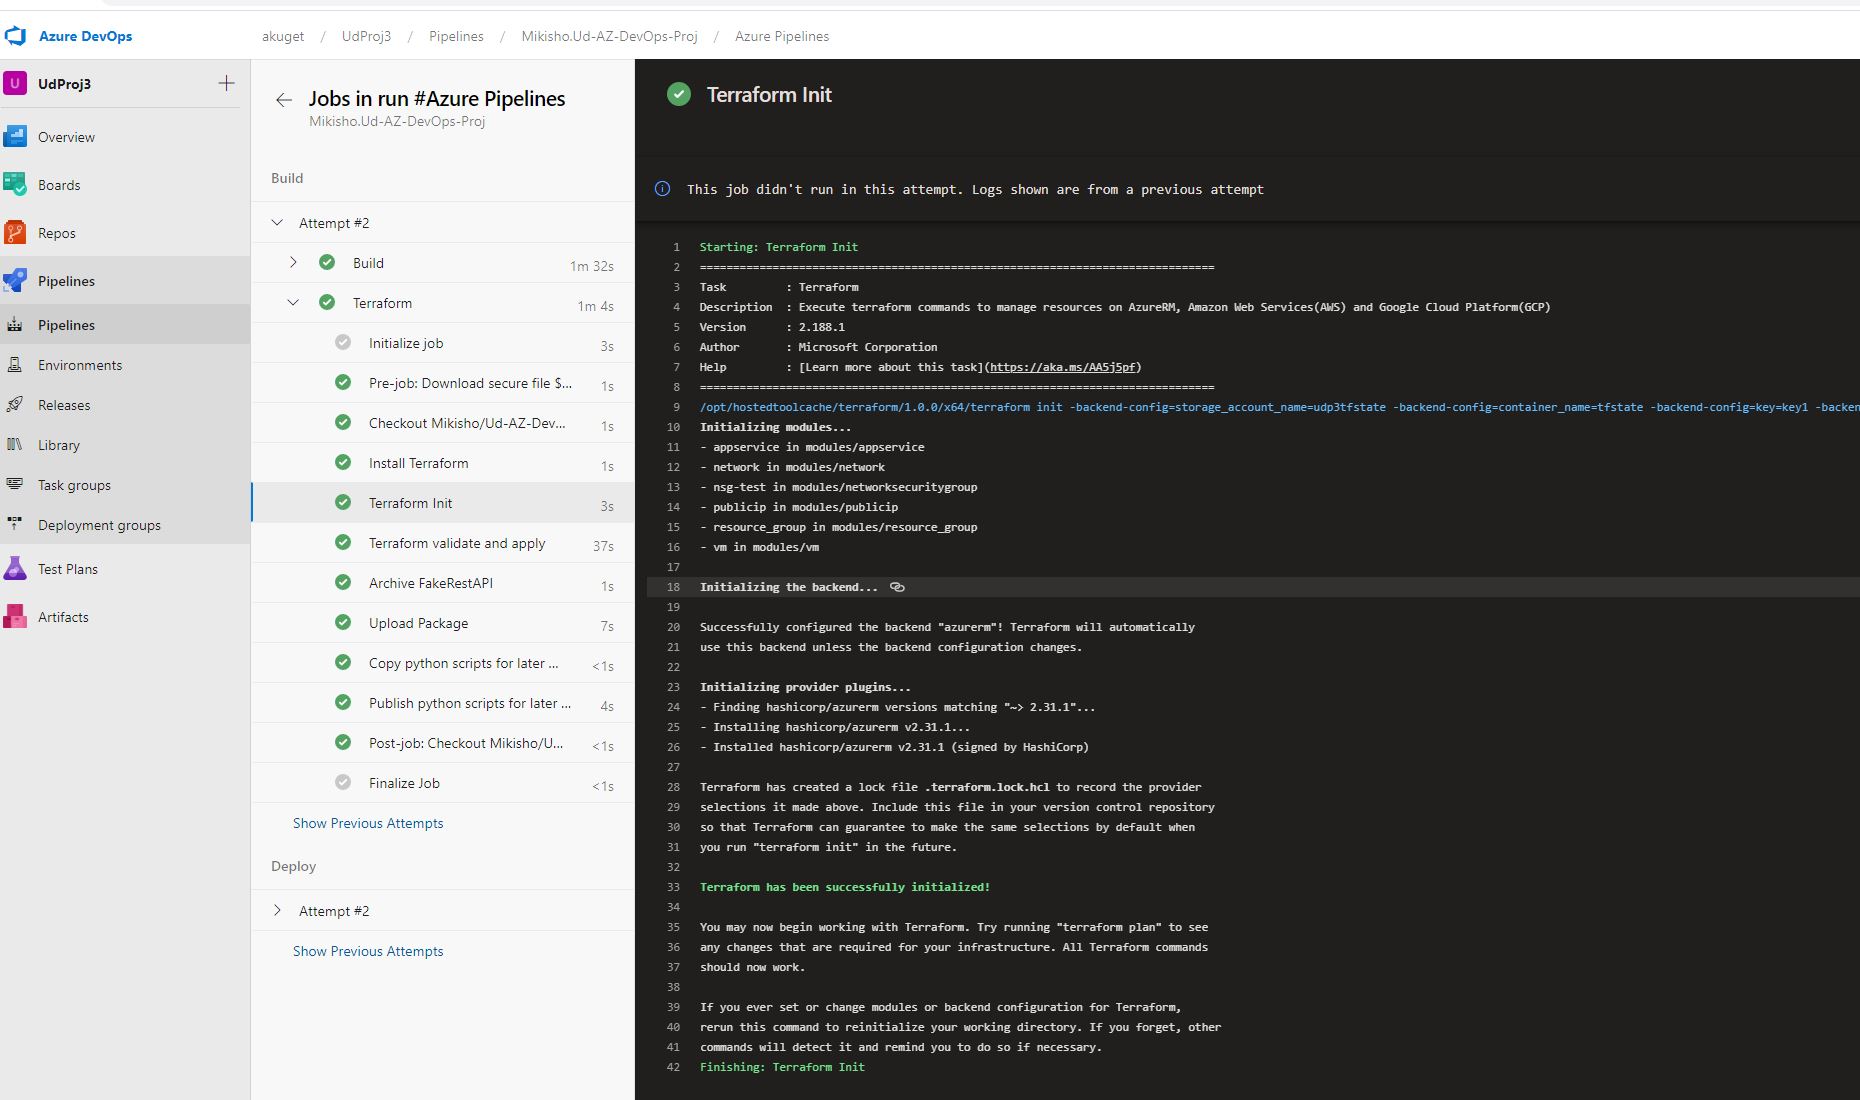 Azure DevOps
akuget / UdProj3 / Pipelines / Mikisho.Ud-AZ-DevOps-Proj / Azure Pipelines
U UdProj3
Overview
Boards
Repos
Pipelines
Pipelines
Environments
Releases
Library
Task groups
Deployment groups
Test Plans
Artifacts
Jobs in run #Azure Pipelines
Mikisho.Ud-AZ-DevOps-Proj
Build
Attempt #2
Build 1m 32s
Terraform 1m 4s
Initialize job 3s
Pre-job: Download secure file $... 1s
Checkout Mikisho/Ud-AZ-Dev... 1s
Install Terraform 1s
Terraform Init 3s
Terraform validate and apply 37s
Archive FakeRestAPI 1s
Upload Package 7s
Copy python scripts for later ... <1s
Publish python scripts for later ... 4s
Post-job: Checkout Mikisho/U... <1s
Finalize Job <1s
Show Previous Attempts
Deploy
Attempt #2
Show Previous Attempts
Terraform Init
This job didn't run in this attempt. Logs shown are from a previous attempt
1 Starting: Terraform Init
2 ==============================================================================
3 Task : Terraform
4 Description : Execute terraform commands to manage resources on AzureRM, Amazon Web Services(AWS) and Google Cloud Platform(GCP)
5 Version : 2.188.1
6 Author : Microsoft Corporation
7 Help : [Learn more about this task](https://aka.ms/AA5j5pf)
8 ==============================================================================
9 /opt/hostedtoolcache/terraform/1.0.0/x64/terraform init -backend-config=storage_account_name=udp3tfstate -backend-config=container_name=tfstate -backend-config=key=key1 -backen
10 Initializing modules...
11 - appservice in modules/appservice
12 - network in modules/network
13 - nsg-test in modules/networksecuritygroup
14 - publicip in modules/publicip
15 - resource_group in modules/resource_group
16 - vm in modules/vm
17
18 Initializing the backend...
19
20 Successfully configured the backend "azurerm"! Terraform will automatically
21 use this backend unless the backend configuration changes.
22
23 Initializing provider plugins...
24 - Finding hashicorp/azurerm versions matching "~> 2.31.1"...
25 - Installing hashicorp/azurerm v2.31.1...
26 - Installed hashicorp/azurerm v2.31.1 (signed by HashiCorp)
27
28 Terraform has created a lock file .terraform.lock.hcl to record the provider
29 selections it made above. Include this file in your version control repository
30 so that Terraform can guarantee to make the same selections by default when
31 you run "terraform init" in the future.
32
33 Terraform has been successfully initialized!
34
35 You may now begin working with Terraform. Try running "terraform plan" to see
36 any changes that are required for your infrastructure. All Terraform commands
37 should now work.
38
39 If you ever set or change modules or backend configuration for Terraform,
40 rerun this command to reinitialize your working directory. If you forget, other
41 commands will detect it and remind you to do so if necessary.
42 Finishing: Terraform Init